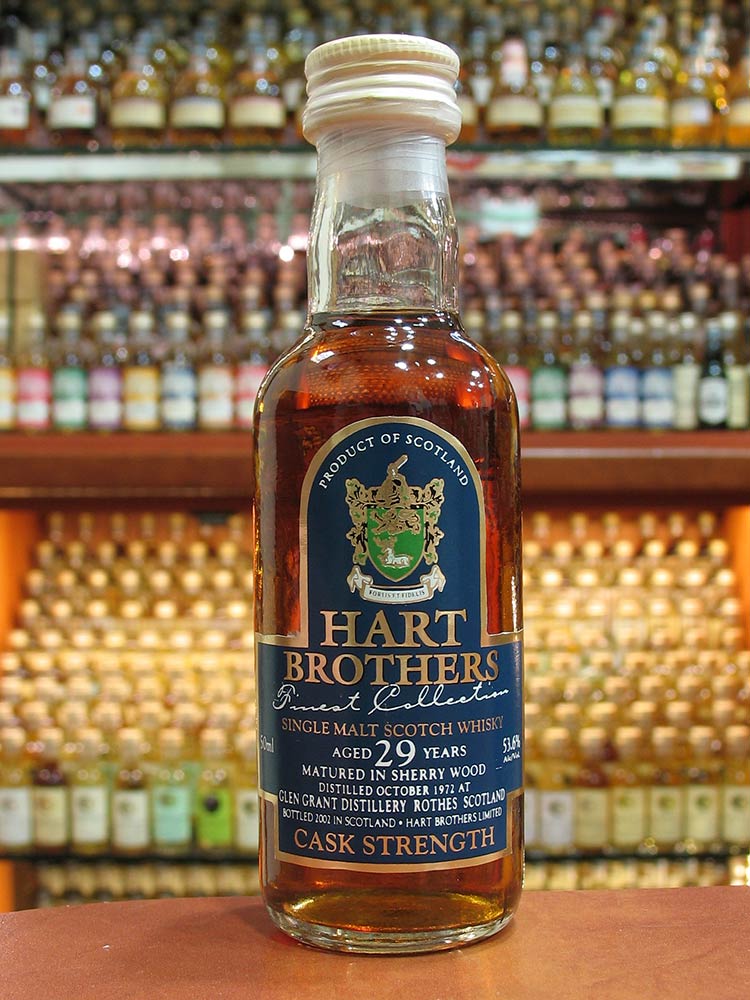 PRODUCT OF SCOTLAND
FORTIS ET FIDELIS
HART
BROTHERS
Finest Collection
SINGLE MALT SCOTCH WHISKY
50ml AGED 29 YEARS 53.6%
Alc/Vol.
MATURED IN SHERRY WOOD
DISTILLED OCTOBER 1972 AT
GLEN GRANT DISTILLERY ROTHES SCOTLAND
BOTTLED 2002 IN SCOTLAND • HART BROTHERS LIMITED
CASK STRENGTH